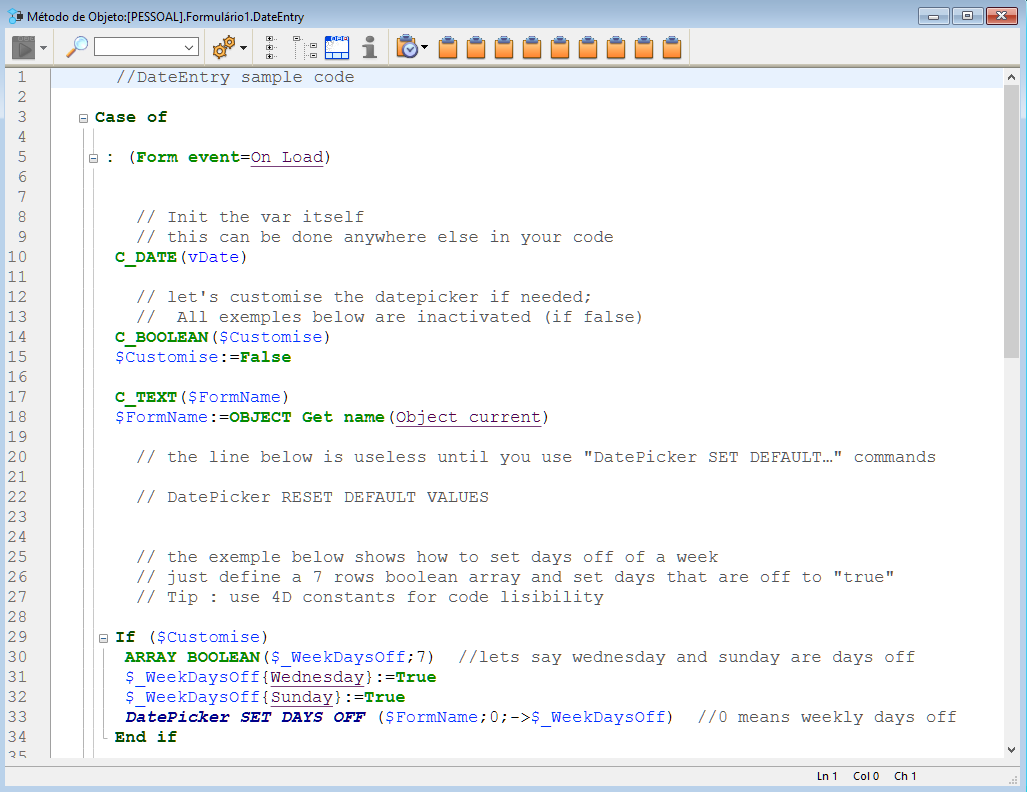 Método de Objeto:[PESSOAL].Formulário1.DateEntry
1 //DateEntry sample code
2
3 Case of
4
5 : (Form event=On Load)
6
7
8 // Init the var itself
9 // this can be done anywhere else in your code
10 C_DATE(vDate)
11
12 // let's customise the datepicker if needed;
13 //  All exemples below are inactivated (if false)
14 C_BOOLEAN($Customise)
15 $Customise:=False
16
17 C_TEXT($FormName)
18 $FormName:=OBJECT Get name(Object current)
19
20 // the line below is useless until you use "DatePicker SET DEFAULT…" commands
21
22 // DatePicker RESET DEFAULT VALUES
23
24
25 // the exemple below shows how to set days off of a week
26 // just define a 7 rows boolean array and set days that are off to "true"
27 // Tip : use 4D constants for code lisibility
28
29 If ($Customise)
30 ARRAY BOOLEAN($_WeekDaysOff;7)  //lets say wednesday and sunday are days off
31 $_WeekDaysOff{Wednesday}:=True
32 $_WeekDaysOff{Sunday}:=True
33 DatePicker SET DAYS OFF ($FormName;0;->$_WeekDaysOff)  //0 means weekly days off
34 End if
35
Ln 1 Col 0 Ch 1